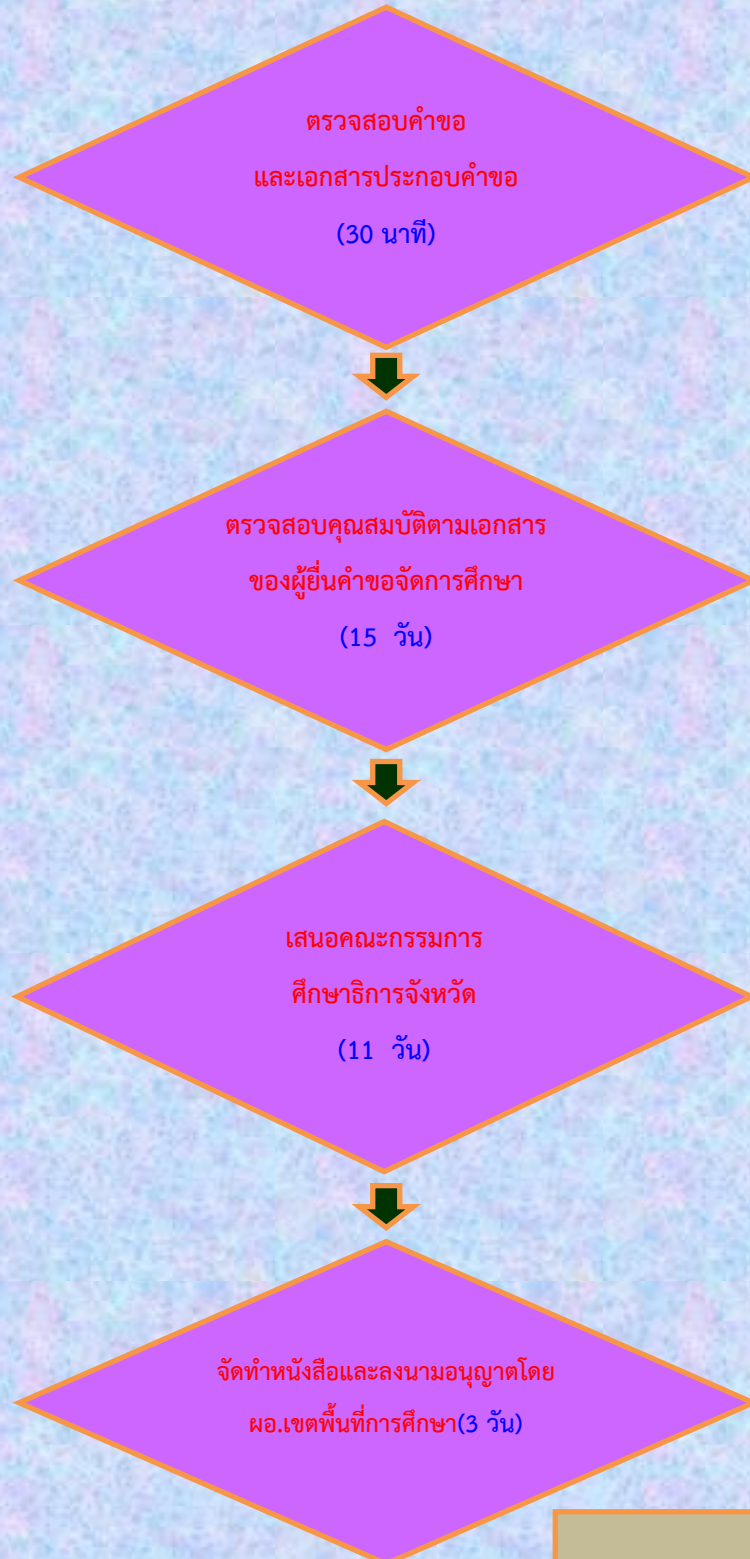 ตรวจสอบคำขอ
และเอกสารประกอบคำขอ
(30 นาที)
ตรวจสอบคุณสมบัติตามเอกสาร
ของผู้ยื่นคำขอจัดการศึกษา
(15 วัน)
เสนอคณะกรรมการ
ศึกษาธิการจังหวัด
(11 วัน)
จัดทำหนังสือและลงนามอนุญาตโดย
ผอ.เขตพื้นที่การศึกษา(3 วัน)